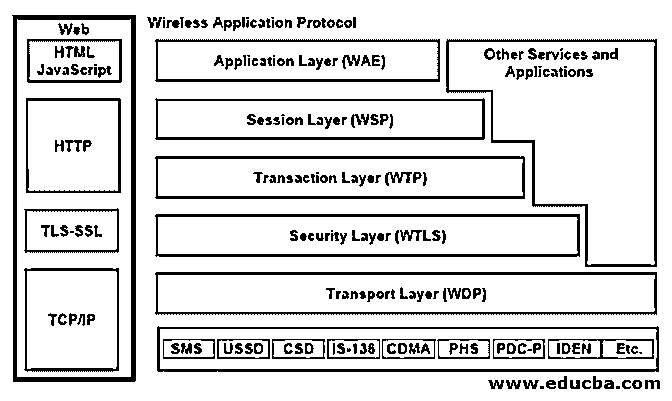 Wireless Application Protocol
Web
HTML
JavaScript
HTTP
TLS-SSL
TCP/IP
Application Layer (WAE)
Other Services and
Applications
Session Layer (WSP)
Transaction Layer (WTP)
Security Layer (WTLS)
Transport Layer (WDP)
SMS USSD CSD IS-136 CDMA PHS PDC-P IDEN Etc.
www.educba.com